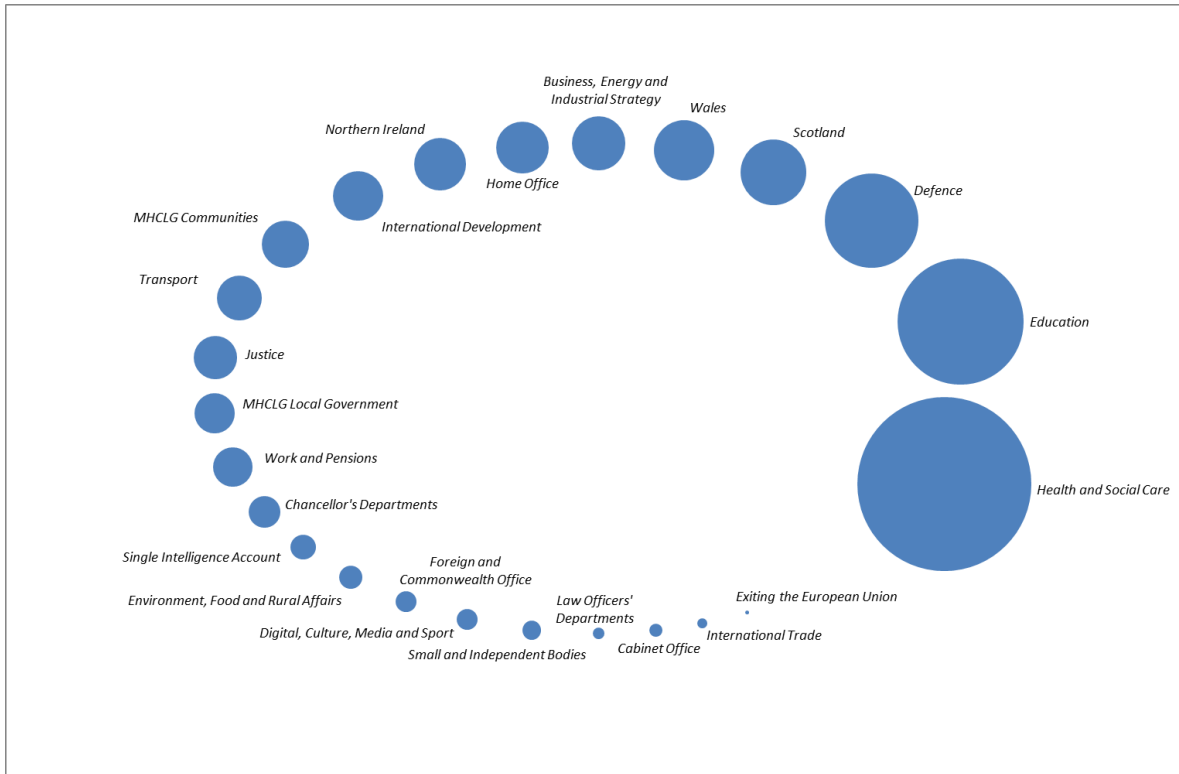 Business, Energy and
Industrial Strategy
Wales
Northern Ireland
Scotland
Home Office
Defence
MHCLG Communities
International Development
Transport
Education
Justice
MHCLG Local Government
Work and Pensions
Health and Social Care
Chancellor's Departments
Single Intelligence Account
Foreign and
Commonwealth Office
Environment, Food and Rural Affairs
Exiting the European Union
Law Officers'
Departments
Digital, Culture, Media and Sport
International Trade
Cabinet Office
Small and Independent Bodies